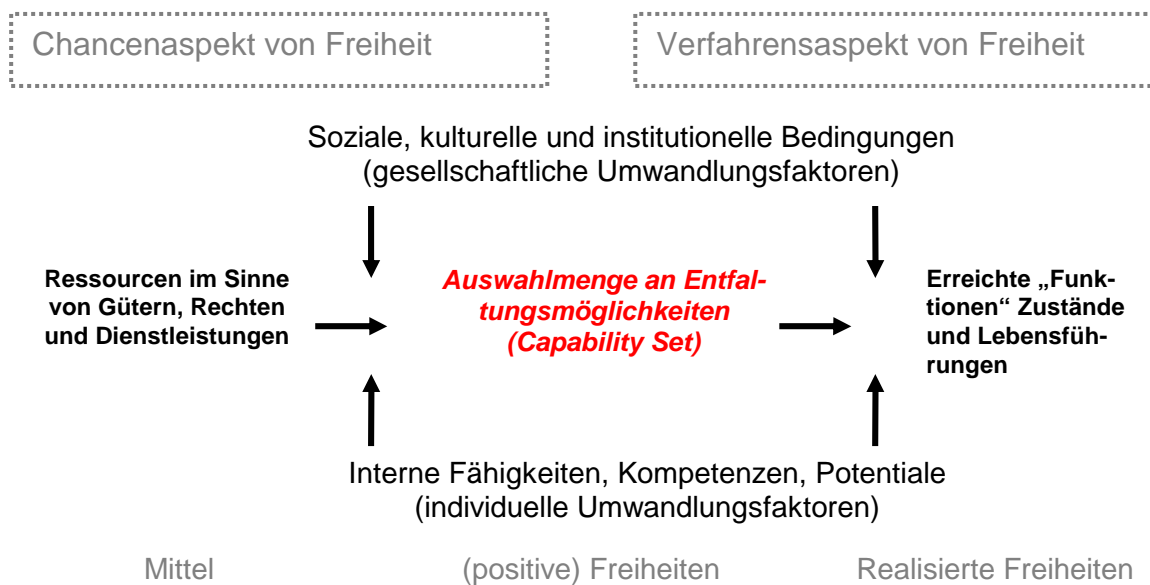 Chancenaspekt von Freiheit
Verfahrensaspekt von Freiheit
Soziale, kulturelle und institutionelle Bedingungen
(gesellschaftliche Umwandlungsfaktoren)
Ressourcen im Sinne
von Gütern, Rechten
und Dienstleistungen
Auswahlmenge an Entfal-
tungsmöglichkeiten
(Capability Set)
Erreichte „Funk-
tionen“ Zustände
und Lebensfüh-
rungen
Interne Fähigkeiten, Kompetenzen, Potentiale
(individuelle Umwandlungsfaktoren)
Mittel
(positive) Freiheiten
Realisierte Freiheiten